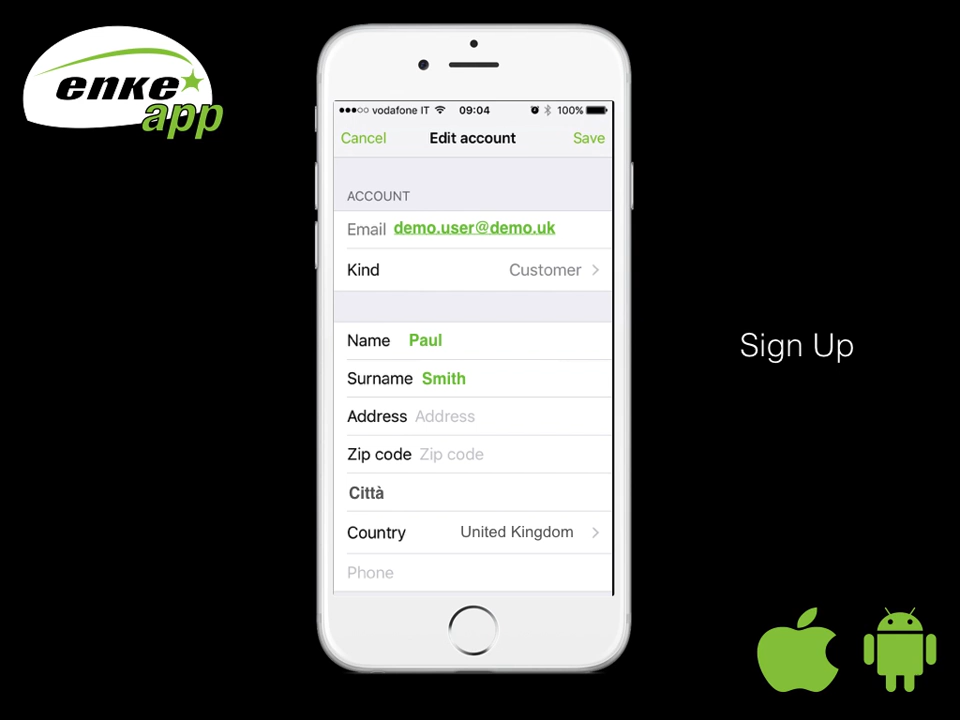 enke
app
vodafone IT 09:04 100%
Cancel Edit account Save
ACCOUNT
Email demo.user@demo.uk
Kind Customer
Name Paul
Surname Smith
Address Address
Zip code Zip code
Città
Country United Kingdom
Phone
Sign Up